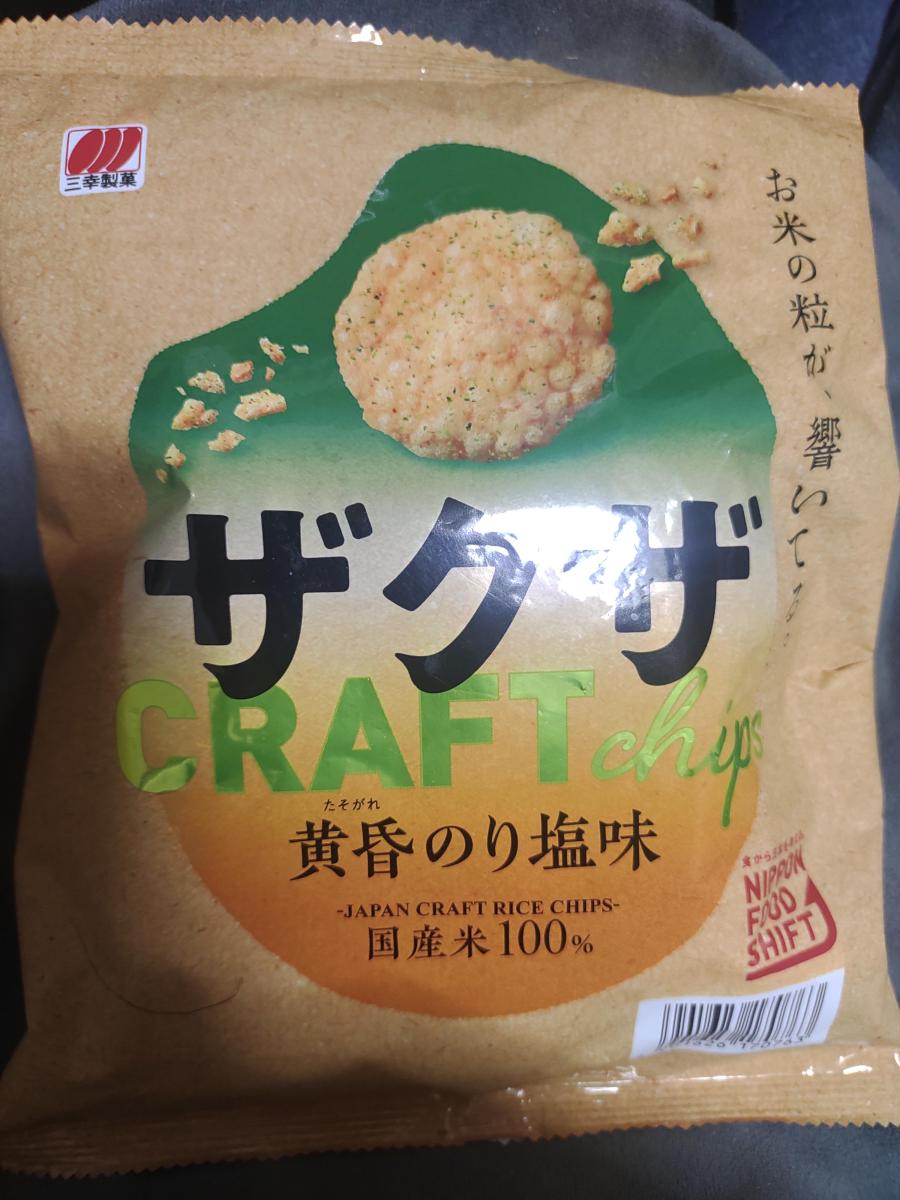 三幸製菓
お米の粒が、響いてる。
ザクザ
CRAFT chips
たそがれ
黄昏のり塩味
-JAPAN CRAFT RICE CHIPS-
国産米100%
NIPPON
FOOD
SHIFT